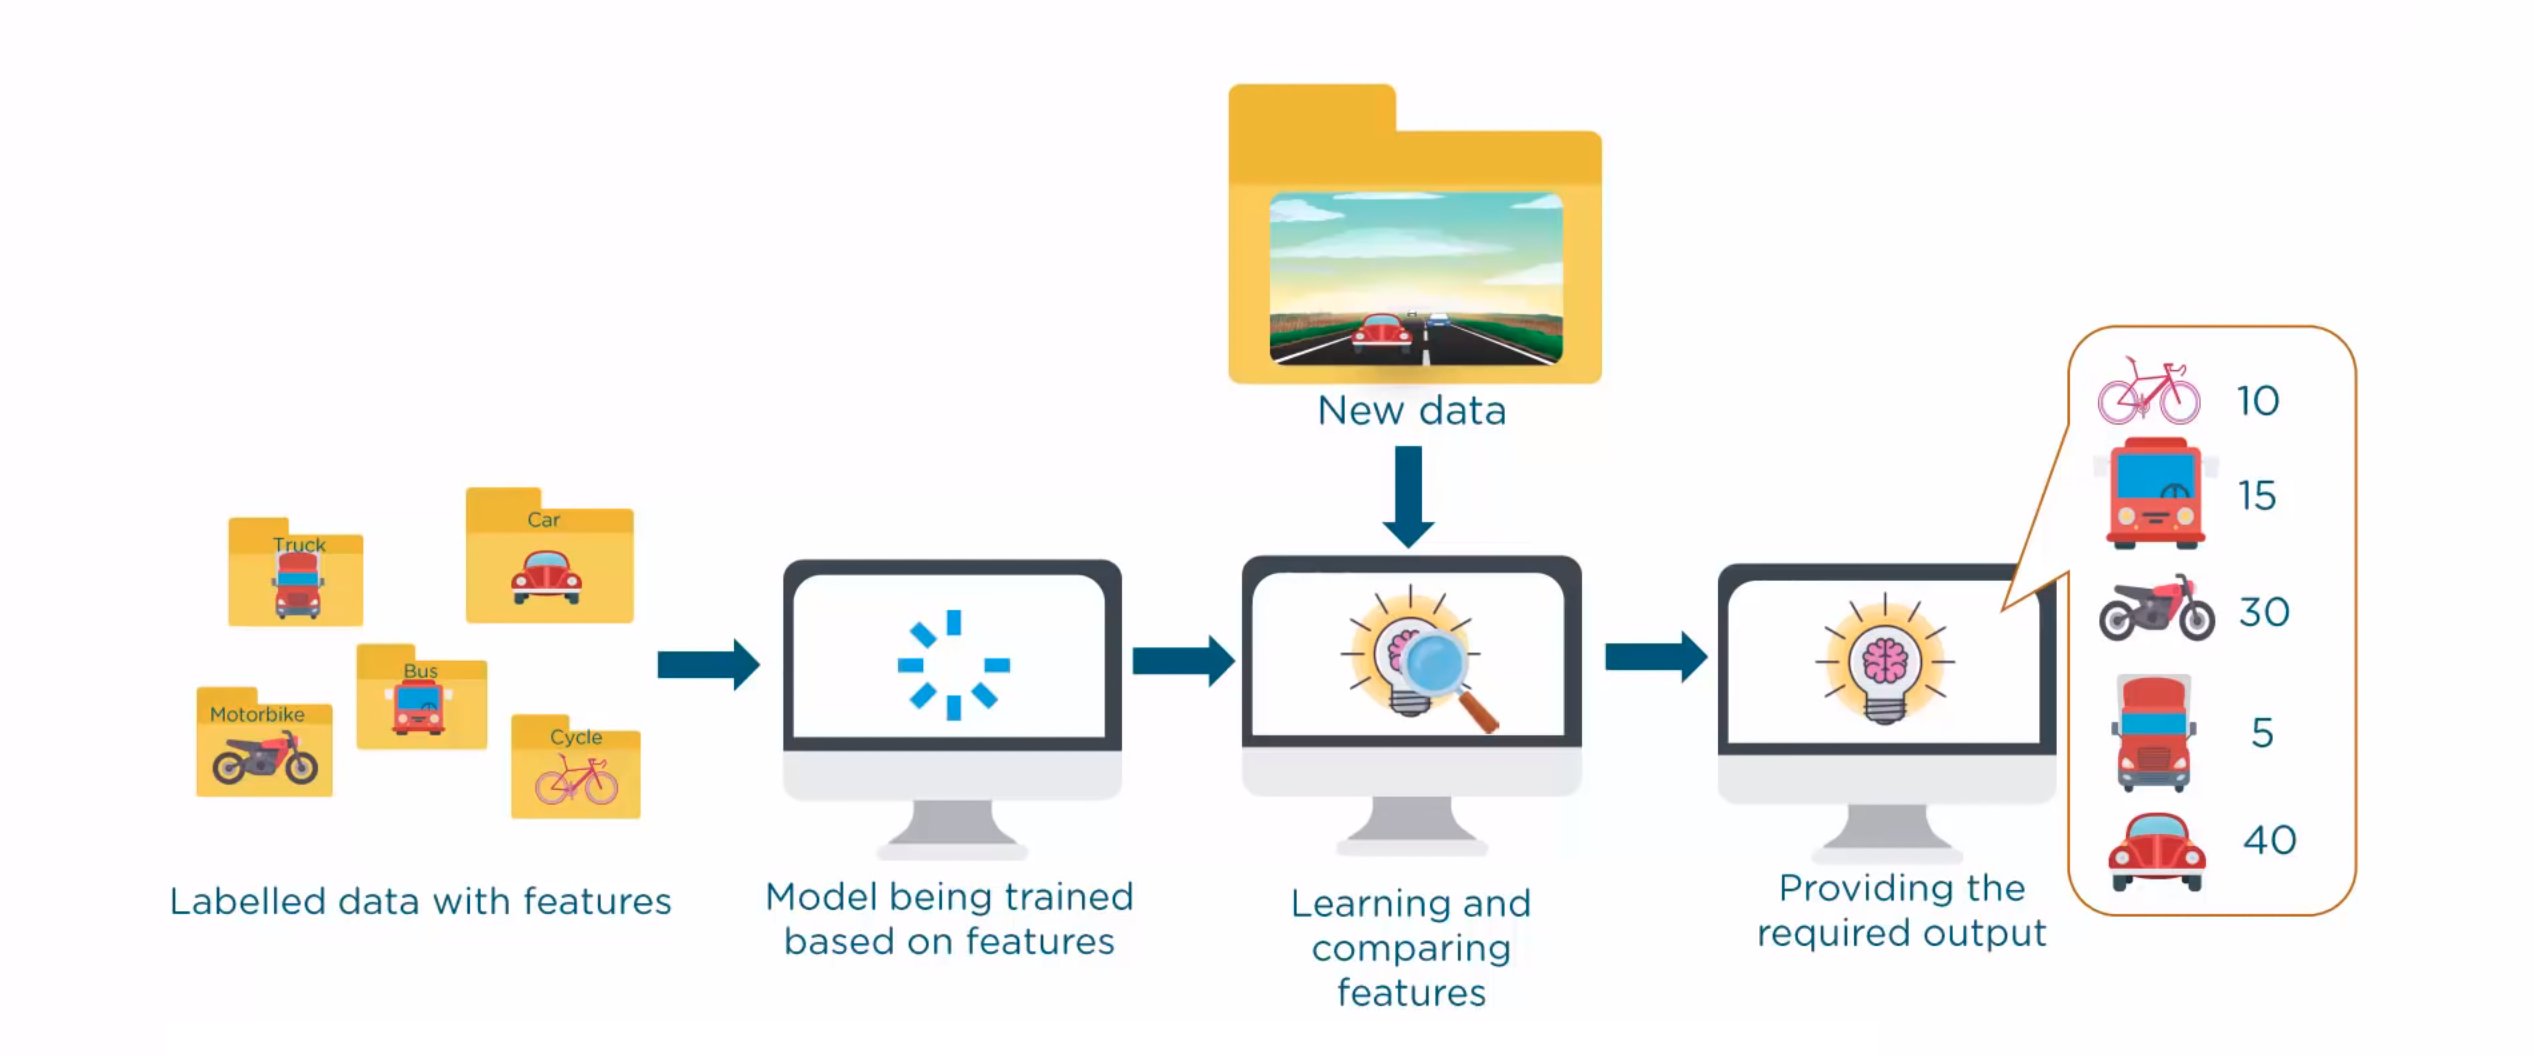 New data
Truck
Car
Motorbike
Bus
Cycle
Labelled data with features
Model being trained
based on features
Learning and
comparing
features
Providing the
required output
10
15
30
5
40